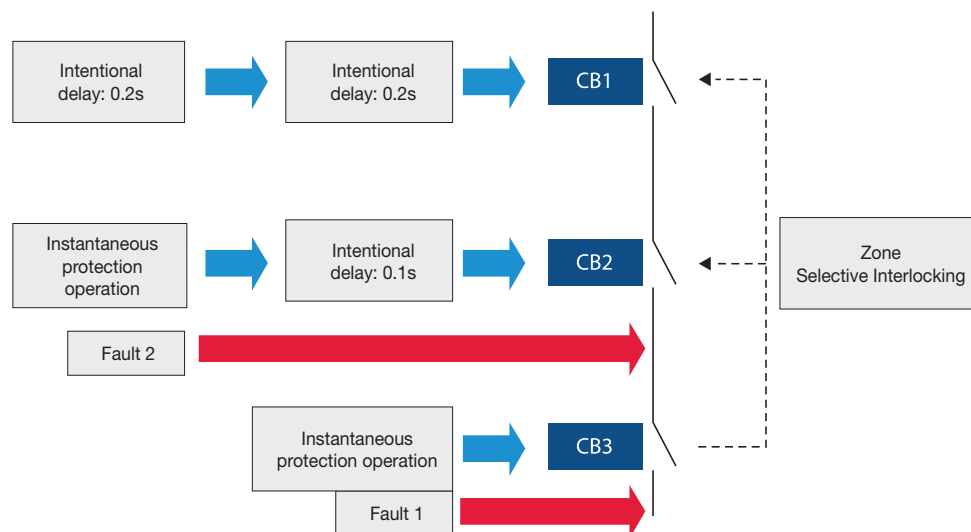 Intentional
delay: 0.2s
Intentional
delay: 0.2s
CB1
Instantaneous
protection
operation
Intentional
delay: 0.1s
CB2
Zone
Selective Interlocking
Fault 2
Instantaneous
protection operation
CB3
Fault 1